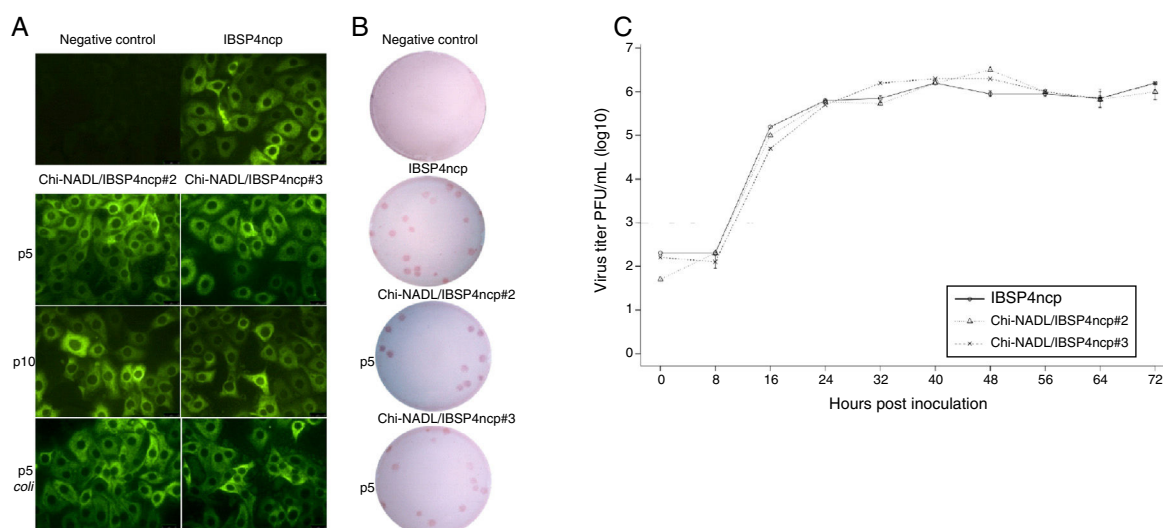 A
Negative control
IBSP4ncp
Chi-NADL/IBSP4ncp#2
Chi-NADL/IBSP4ncp#3
p5
p10
p5
coli
B
Negative control
IBSP4ncp
Chi-NADL/IBSP4ncp#2
p5
Chi-NADL/IBSP4ncp#3
p5
C
Virus titer PFU/mL (log10)
7
6
5
4
3
2
1
0
IBSP4ncp
Chi-NADL/IBSP4ncp#2
Chi-NADL/IBSP4ncp#3
0 8 16 24 32 40 48 56 64 72
Hours post inoculation